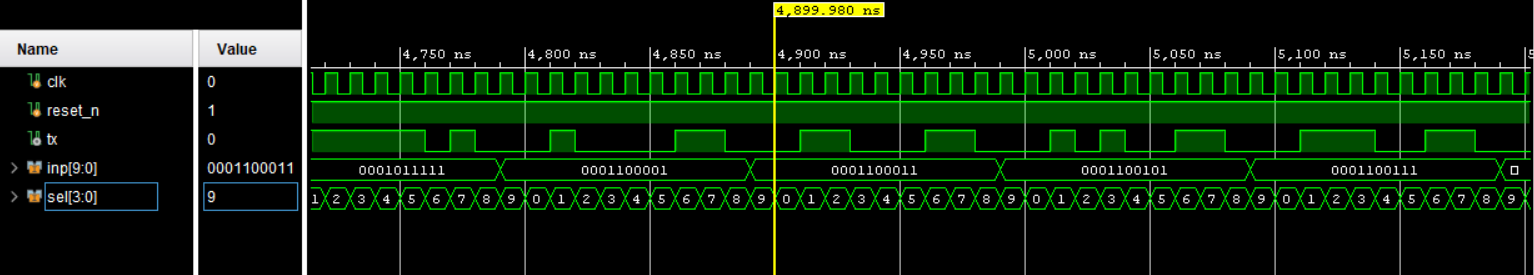 4,899.980 ns
Name Value 4,750 ns 4,800 ns 4,850 ns 4,900 ns 4,950 ns 5,000 ns 5,050 ns 5,100 ns 5,150 ns
clk 0
reset_n 1
tx 0
inp[9:0] 0001100011 0001011111 0001100001 0001100011 0001100101 0001100111
sel[3:0] 9 1 2 3 4 5 6 7 8 9 0 1 2 3 4 5 6 7 8 9 0 1 2 3 4 5 6 7 8 9 0 1 2 3 4 5 6 7 8 9 0 1 2 3 4 5 6 7 8 9